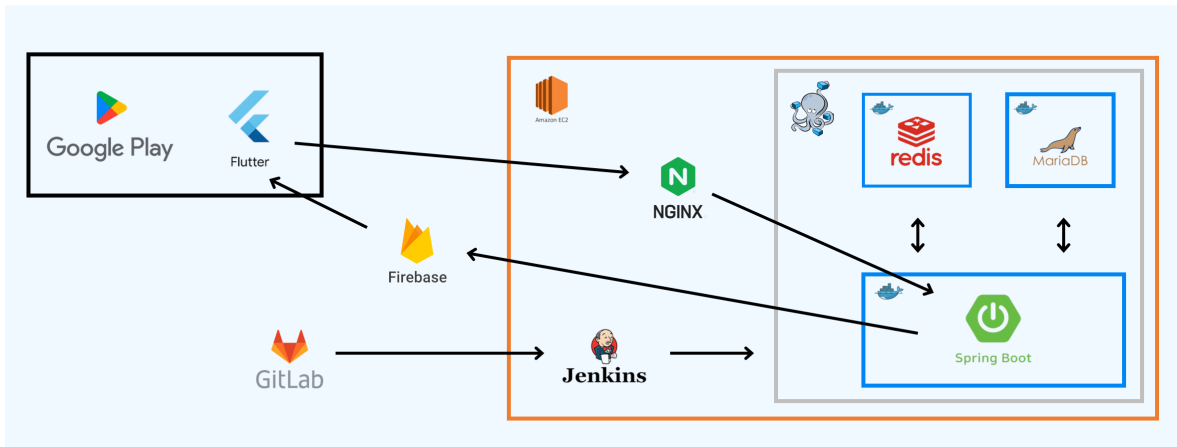 Google Play
Flutter
Amazon EC2
NGINX
redis
MariaDB
Firebase
Spring Boot
GitLab
Jenkins